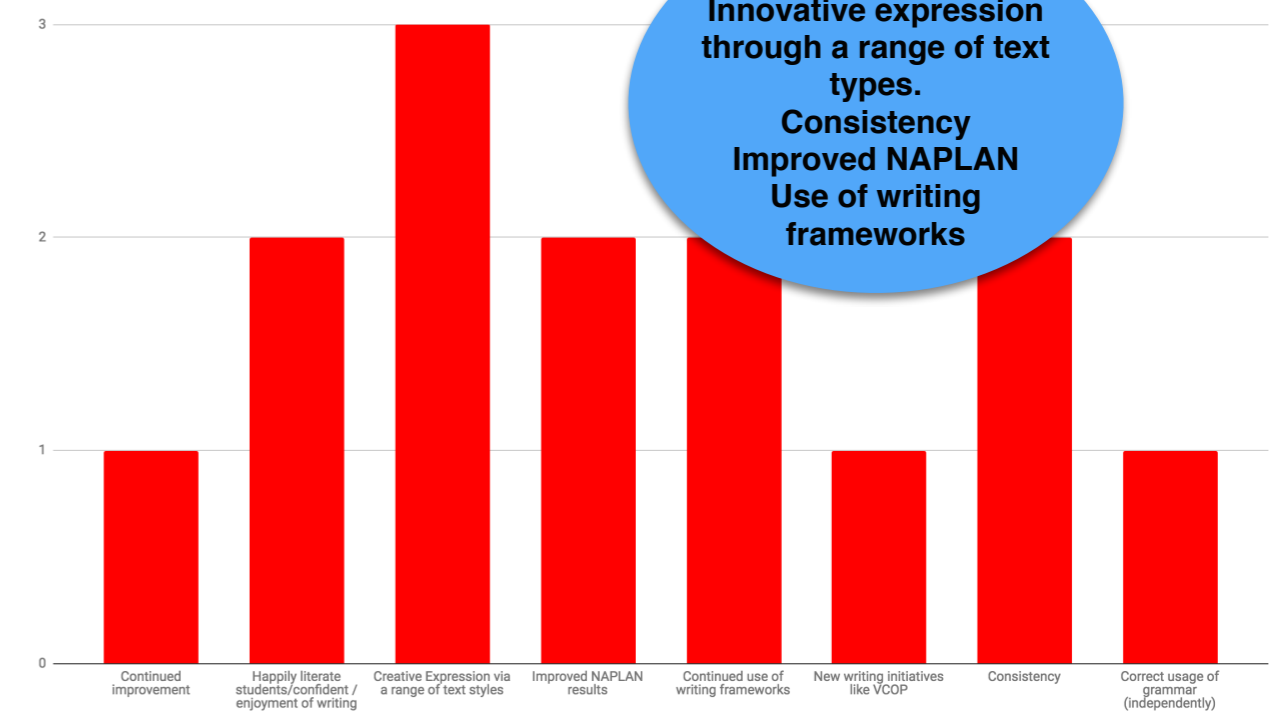 Innovative expression
through a range of text
types.
Consistency
Improved NAPLAN
Use of writing
frameworks
3
2
1
0
Continued
improvement
Happily literate
students/confident /
enjoyment of writing
Creative Expression via
a range of text styles
Improved NAPLAN
results
Continued use of
writing frameworks
New writing initiatives
like VCOP
Consistency
Correct usage of
grammar
(independently)